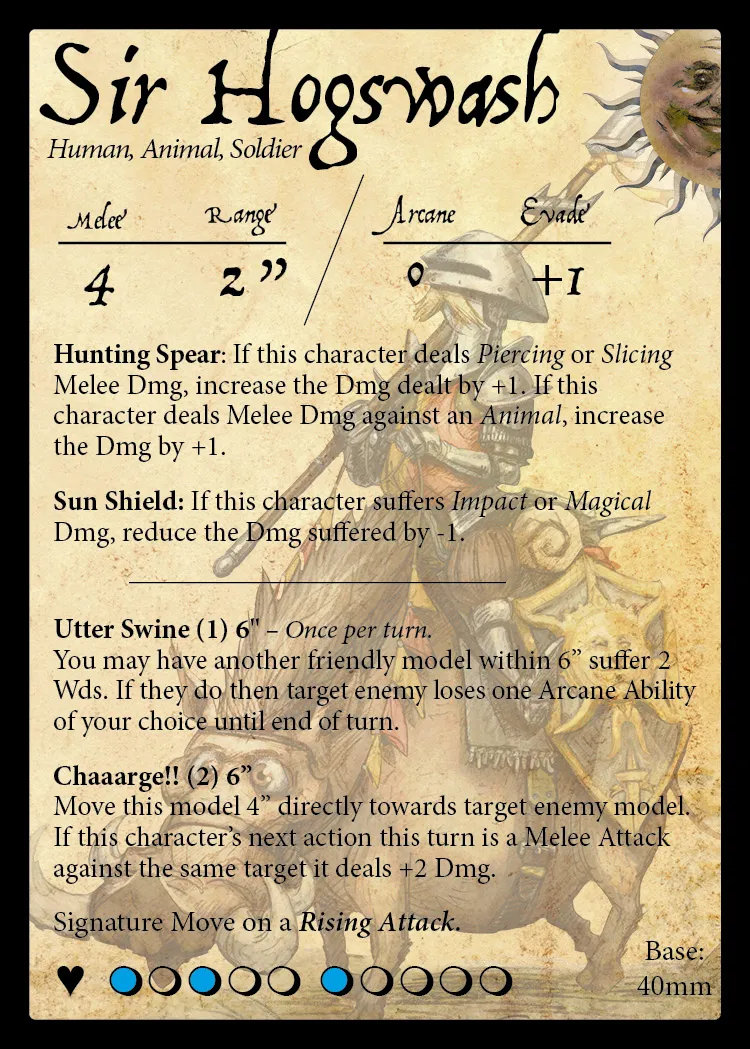 Sir Hogswash
Human, Animal, Soldier
Melee Range Arcane Evade
4 2” 0 +1
Hunting Spear: If this character deals Piercing or Slicing
Melee Dmg, increase the Dmg dealt by +1. If this
character deals Melee Dmg against an Animal, increase
the Dmg by +1.
Sun Shield: If this character suffers Impact or Magical
Dmg, reduce the Dmg suffered by -1.
Utter Swine (1) 6" – Once per turn.
You may have another friendly model within 6” suffer 2
Wds. If they do then target enemy loses one Arcane Ability
of your choice until end of turn.
Chaaarge!! (2) 6”
Move this model 4” directly towards target enemy model.
If this character’s next action this turn is a Melee Attack
against the same target it deals +2 Dmg.
Signature Move on a Rising Attack.
Base:
40mm